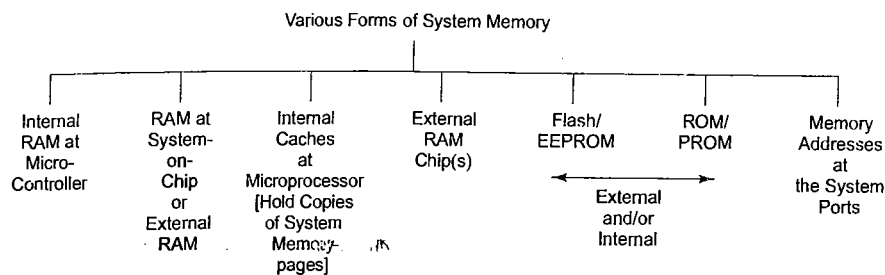 Various Forms of System Memory
Internal
RAM at
Micro-
Controller
RAM at
System-
on-
Chip
or
External
RAM
Internal
Caches
at
Microprocessor
[Hold Copies
of System
Memory-
pages]
External
RAM
Chip(s)
Flash/
EEPROM
ROM/
PROM
External
and/or
Internal
Memory
Addresses
at
the System
Ports